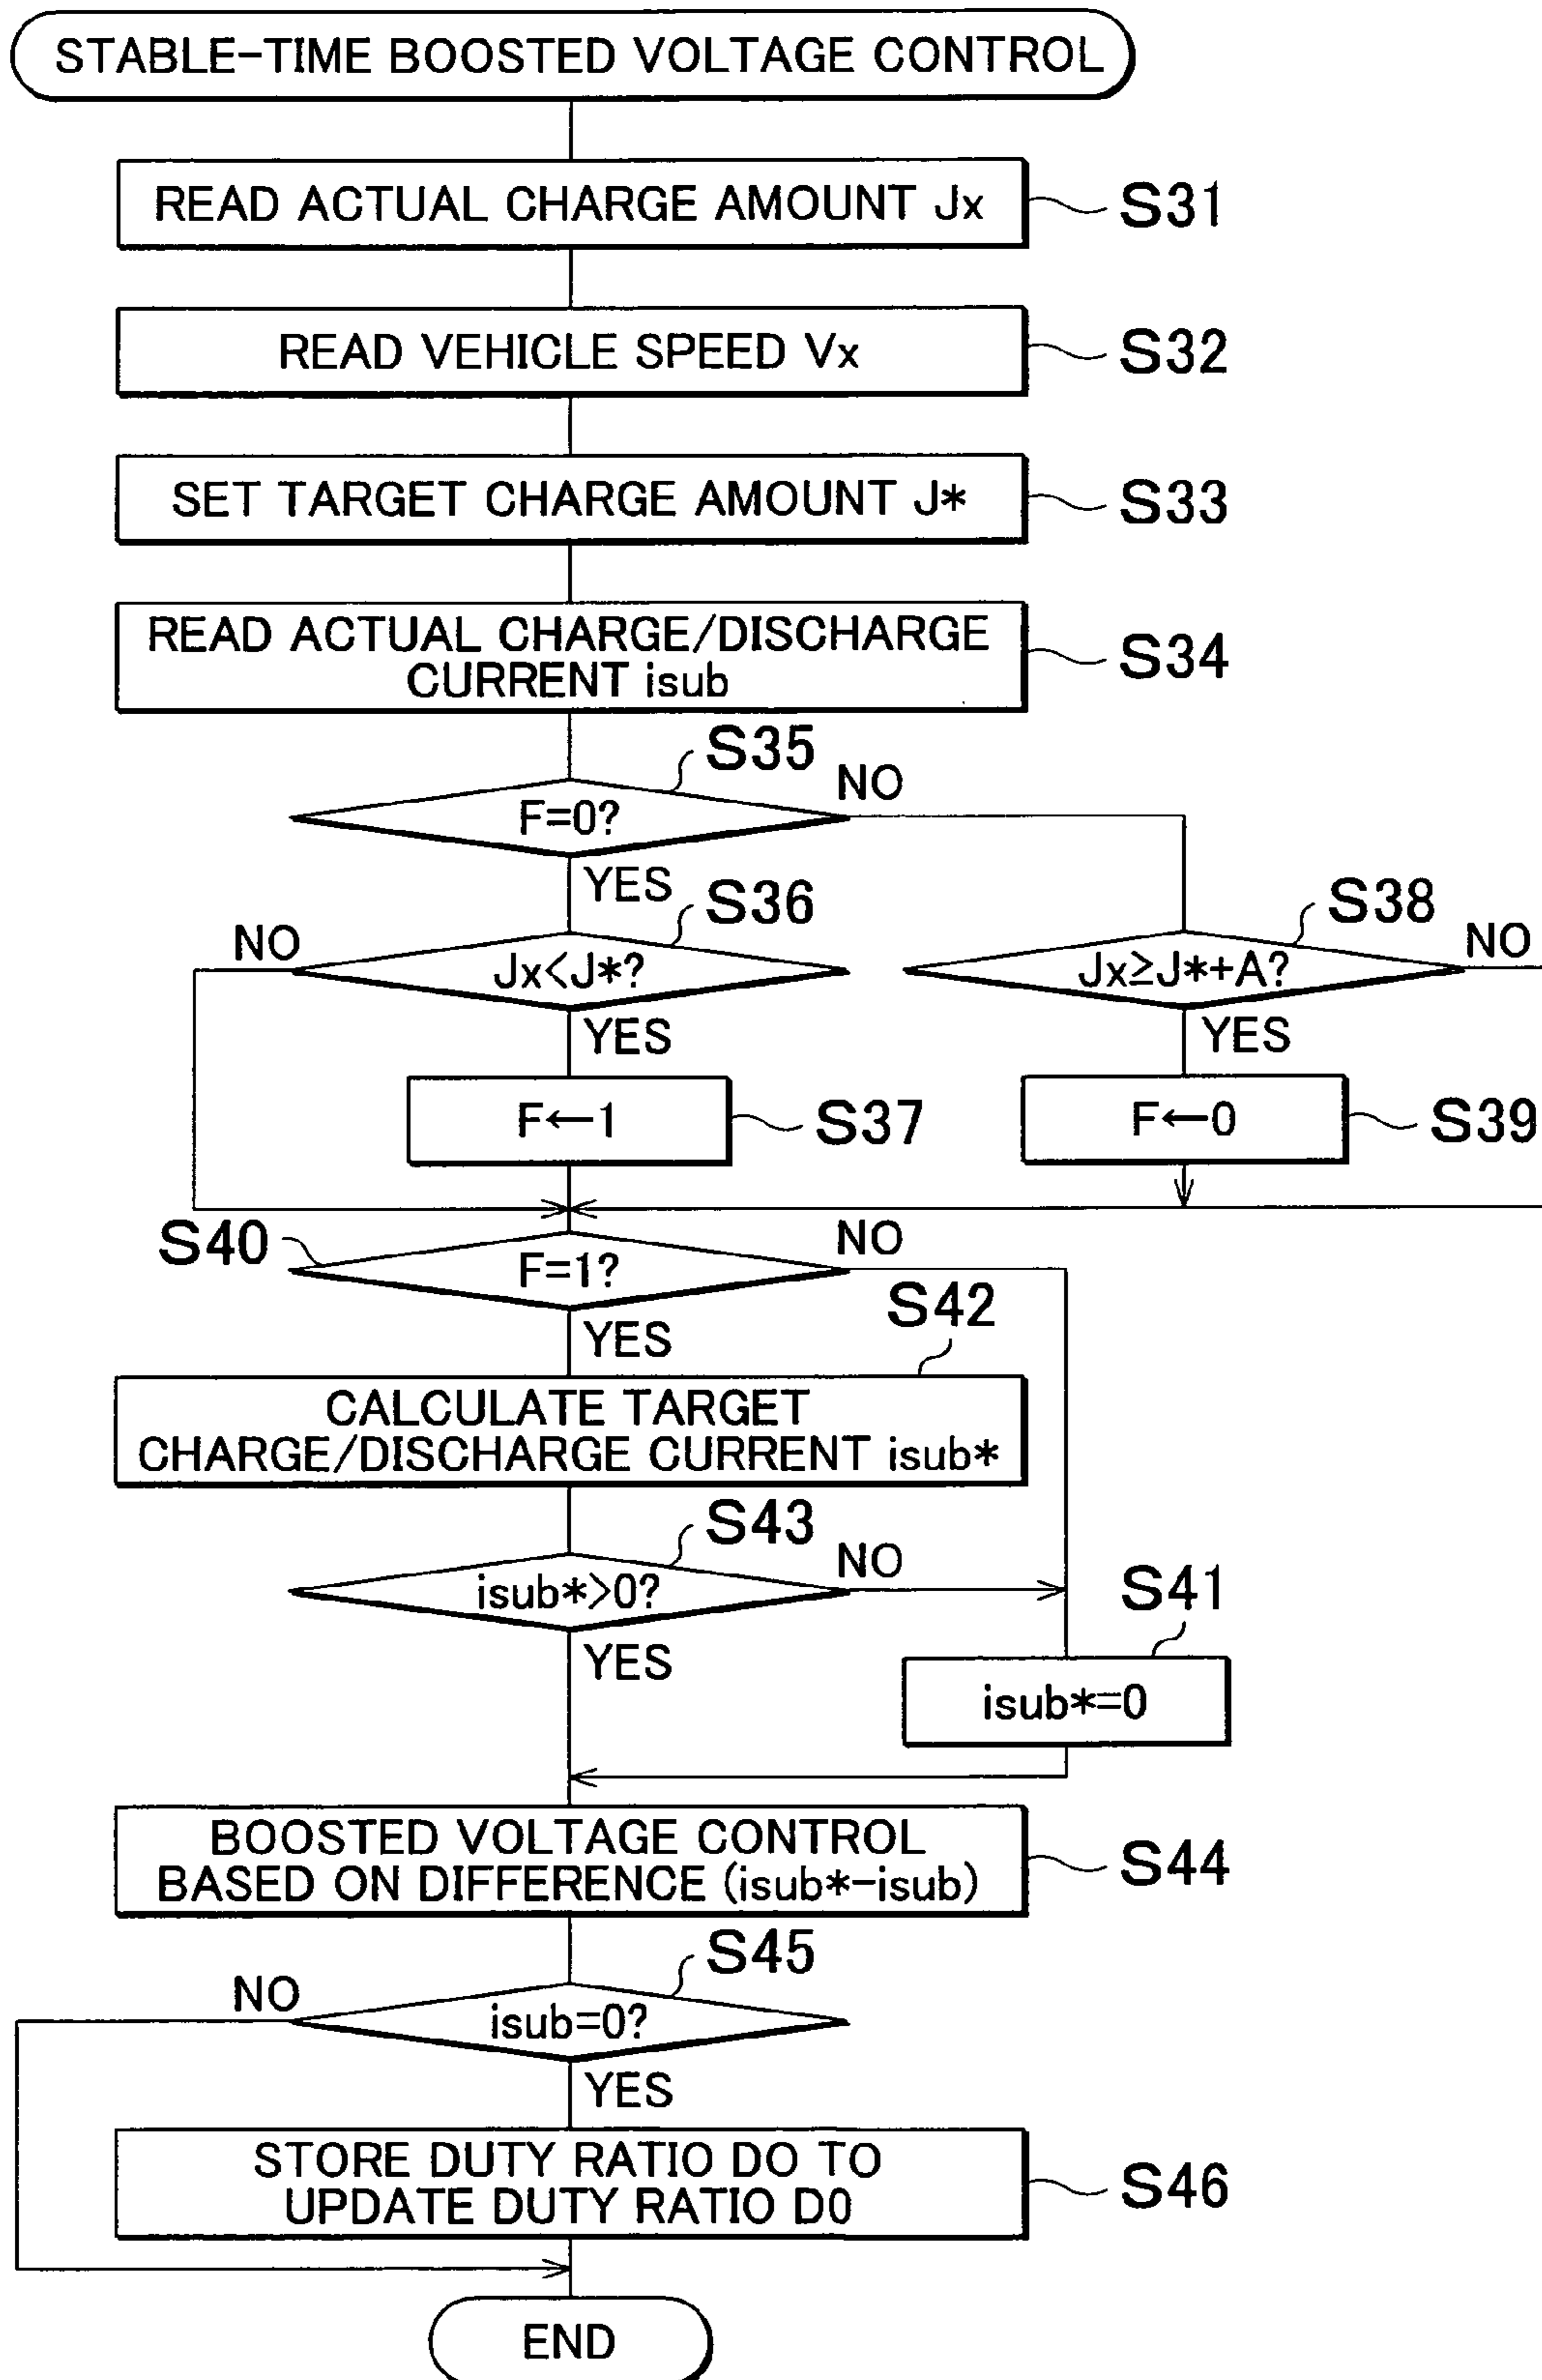 STABLE-TIME BOOSTED VOLTAGE CONTROL
READ ACTUAL CHARGE AMOUNT Jx
S31
READ VEHICLE SPEED Vx
S32
SET TARGET CHARGE AMOUNT J*
S33
READ ACTUAL CHARGE/DISCHARGE
CURRENT isub
S34
S35
F=0?
NO
YES
S36
NO
Jx<J*?
YES
S38
Jx≥J*+A?
NO
YES
F←1
S37
F←0
S39
S40
F=1?
NO
YES
S42
CALCULATE TARGET
CHARGE/DISCHARGE CURRENT isub*
S43
isub*>0?
NO
YES
S41
isub*=0
BOOSTED VOLTAGE CONTROL
BASED ON DIFFERENCE (isub*-isub)
S44
S45
NO
isub=0?
YES
STORE DUTY RATIO DO TO
UPDATE DUTY RATIO D0
S46
END